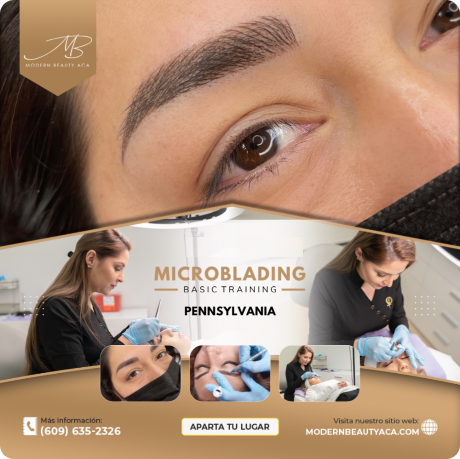 MB
MODERN BEAUTY ACA
MICROBLADING
BASIC TRAINING
PENNSYLVANIA
Más información:
(609) 635-2326
APARTA TU LUGAR
Visita nuestro sitio web:
MODERNBEAUTYACA.COM